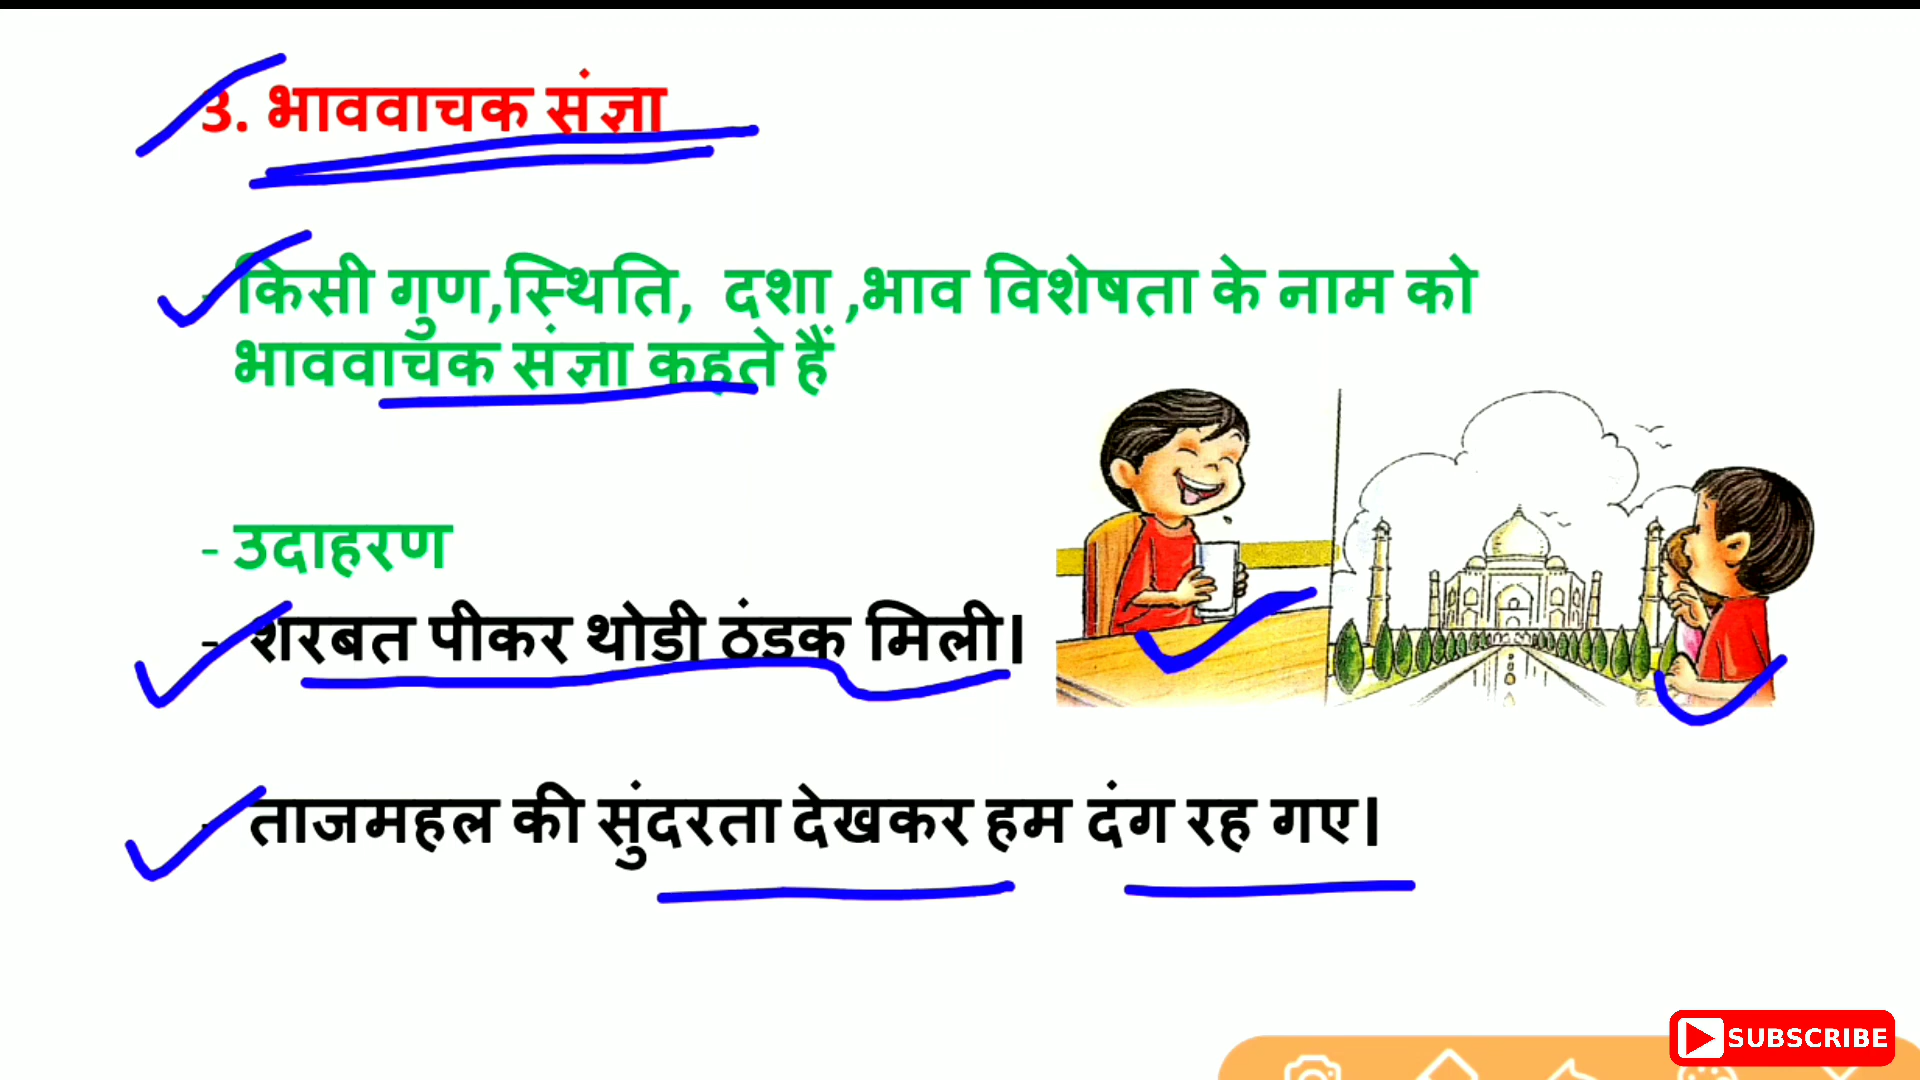 3. भाववाचक संज्ञा
- किसी गुण,स्थिति, दशा ,भाव विशेषता के नाम को
भाववाचक संज्ञा कहते हैं
- उदाहरण
- शरबत पीकर थोडी ठंडक मिली।
- ताजमहल की सुंदरता देखकर हम दंग रह गए।
SUBSCRIBE